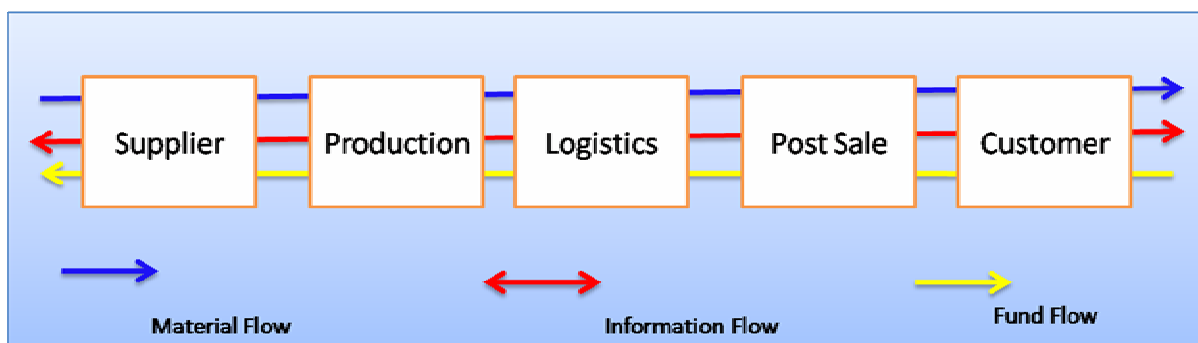 Supplier
Production
Logistics
Post Sale
Customer
Material Flow
Information Flow
Fund Flow